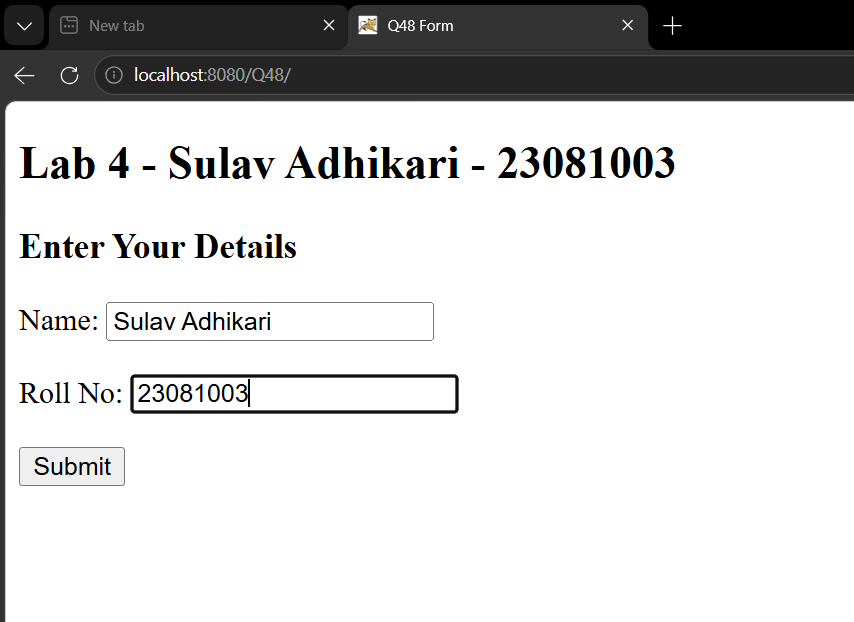 New tab
Q48 Form
localhost:8080/Q48/
Lab 4 - Sulav Adhikari - 23081003
Enter Your Details
Name: Sulav Adhikari
Roll No: 23081003
Submit